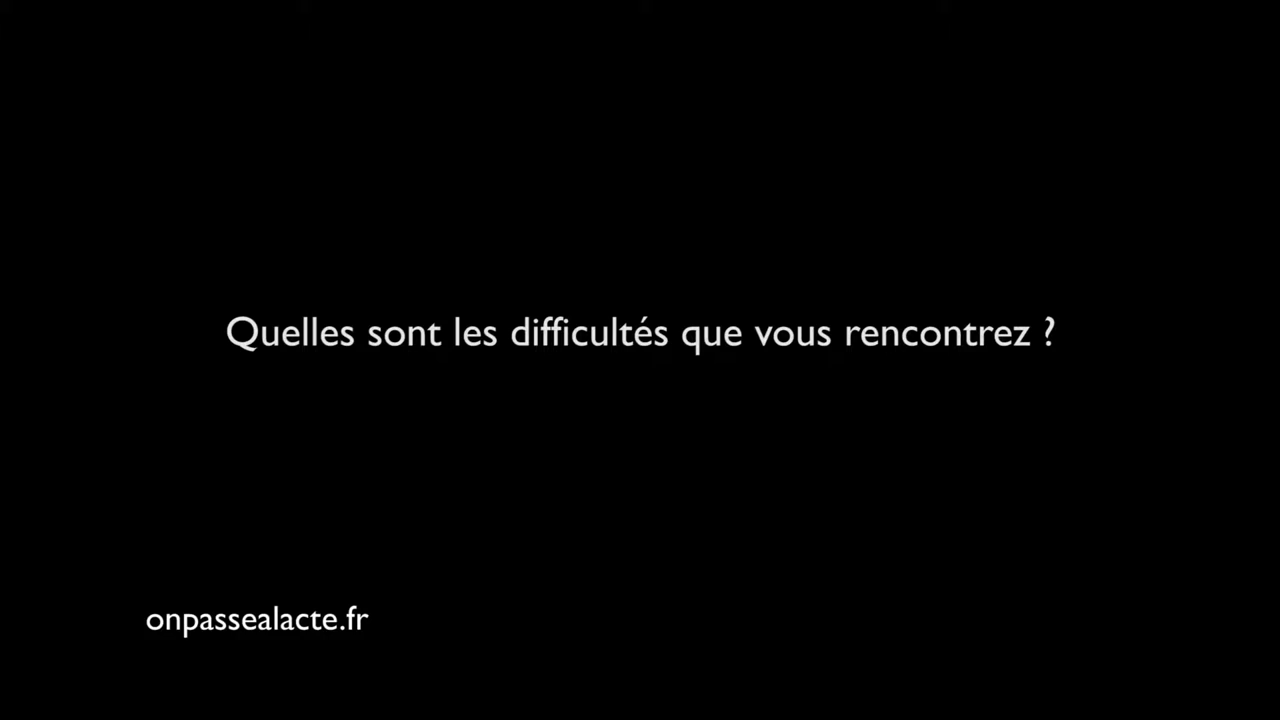 Quelles sont les difficultés que vous rencontrez ?
onpassealacte.fr